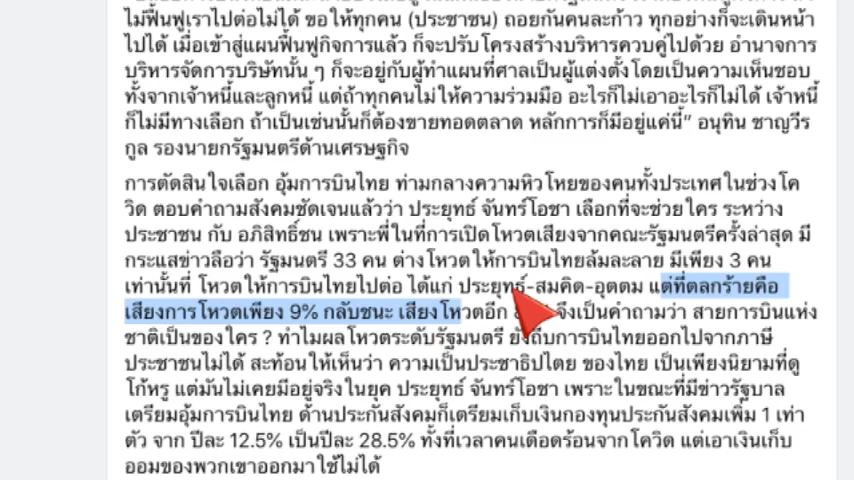 ไม่ฟื้นฟูเราไปต่อไม่ได้ ขอให้ทุกคน (ประชาชน) ถอยกันคนละก้าว ทุกอย่างก็จะเดินหน้า
ไปได้ เมื่อเข้าสู่แผนฟื้นฟูกิจการแล้ว ก็จะปรับโครงสร้างบริหารควบคู่ไปด้วย อำนาจการ
บริหารจัดการบริษัทนั้น ๆ ก็จะอยู่กับผู้ทำแผนที่ศาลเป็นผู้แต่งตั้งโดยเป็นความเห็นชอบ
ทั้งจากเจ้าหนี้และลูกหนี้ แต่ถ้าทุกคนไม่ให้ความร่วมมือ อะไรก็ไม่เอาอะไรก็ไม่ได้ เจ้าหนี้
ก็ไม่มีทางเลือก ถ้าเป็นเช่นนั้นก็ต้องขายทอดตลาด หลักการก็มีอยู่แค่นี้” อนุทิน ชาญวีร
กูล รองนายกรัฐมนตรีด้านเศรษฐกิจ
การตัดสินใจเลือก อุ้มการบินไทย ท่ามกลางความหิวโหยของคนทั้งประเทศในช่วงโค
วิด ตอบคำถามสังคมชัดเจนแล้วว่า ประยุทธ์ จันทร์โอชา เลือกที่จะช่วยใคร ระหว่าง
ประชาชน กับ อภิสิทธิ์ชน เพราะพี่ในที่การเปิดโหวตเสียงจากคณะรัฐมนตรีครั้งล่าสุด มี
กระแสข่าวลือว่า รัฐมนตรี 33 คน ต่างโหวตให้การบินไทยล้มละลาย มีเพียง 3 คน
เท่านั้นที่ โหวตให้การบินไทยไปต่อ ได้แก่ ประยุทธ์-สมคิด-อุตตม แต่ที่ตลกร้ายคือ
เสียงการโหวตเพียง 9% กลับชนะ เสียงโหวตอีก จึงเป็นคำถามว่า สายการบินแห่ง
ชาติเป็นของใคร ? ทำไมผลโหวตระดับรัฐมนตรี ยังถีบการบินไทยออกไปจากภาษี
ประชาชนไม่ได้ สะท้อนให้เห็นว่า ความเป็นประชาธิปไตย ของไทย เป็นเพียงนิยามที่ดู
โก้หรู แต่มันไม่เคยมีอยู่จริงในยุค ประยุทธ์ จันทร์โอชา เพราะในขณะที่มีข่าวรัฐบาล
เตรียมอุ้มการบินไทย ด้านประกันสังคมก็เตรียมเก็บเงินกองทุนประกันสังคมเพิ่ม 1 เท่า
ตัว จาก ปีละ 12.5% เป็นปีละ 28.5% ทั้งที่เวลาคนเดือดร้อนจากโควิด แต่เอาเงินเก็บ
ออมของพวกเขาออกมาใช้ไม่ได้